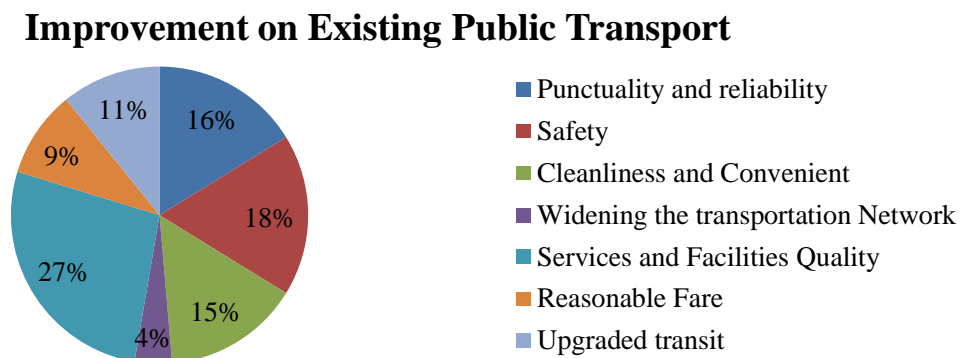 Improvement on Existing Public Transport
16%
18%
15%
4%
27%
9%
11%
Punctuality and reliability
Safety
Cleanliness and Convenient
Widening the transportation Network
Services and Facilities Quality
Reasonable Fare
Upgraded transit